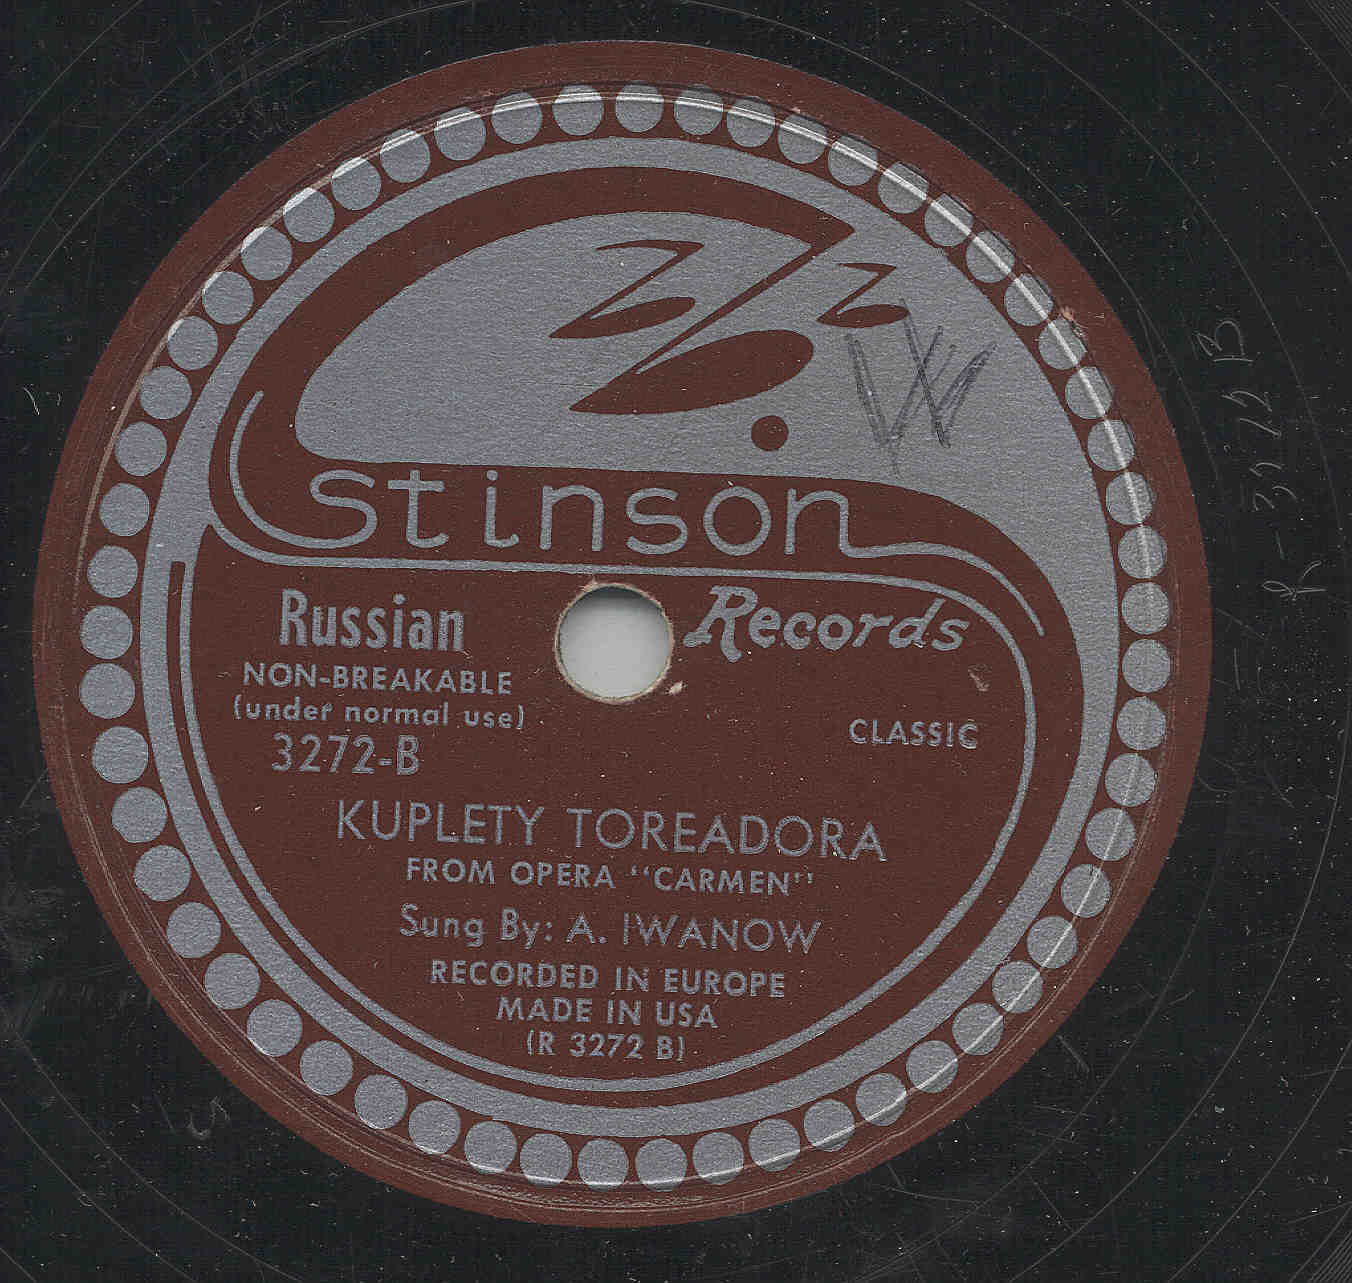 Stinson
Records
Russian
NON-BREAKABLE
(under normal use)
3272-B
CLASSIC
KUPLETY TOREADORA
FROM OPERA "CARMEN"
Sung By: A. IWANOW
RECORDED IN EUROPE
MADE IN USA
(R 3272 B)
R-3272 B